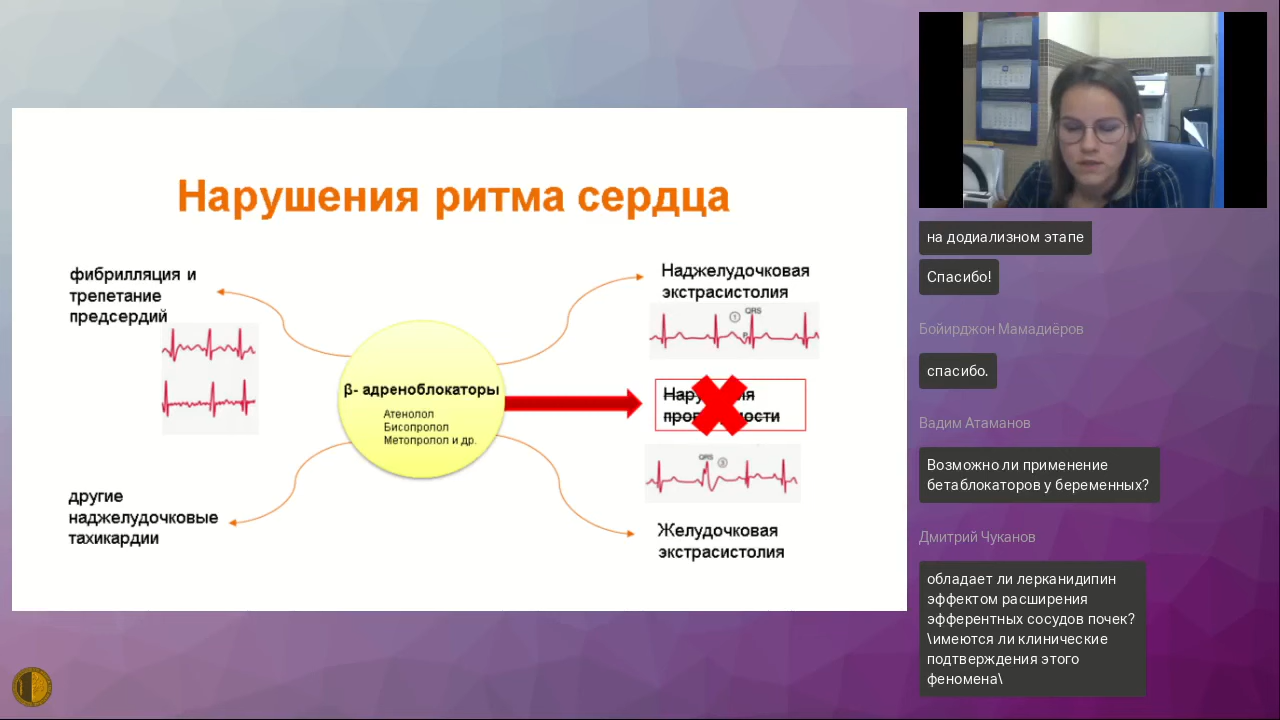 Нарушения ритма сердца
фибрилляция и
трепетание
предсердий
Наджелудочковая
экстрасистолия
QRS
1
P
β- адреноблокаторы
Атенолол
Бисопролол
Метопролол и др.
QRS
3
другие
наджелудочковые
тахикардии
Желудочковая
экстрасистолия
на додиализном этапе
Спасибо!
Бойирджон Мамадиёров
спасибо.
Вадим Атаманов
Возможно ли применение
бетаблокаторов у беременных?
Дмитрий Чуканов
обладает ли лерканидипин
эффектом расширения
эфферентных сосудов почек?
\имеются ли клинические
подтверждения этого
феномена\